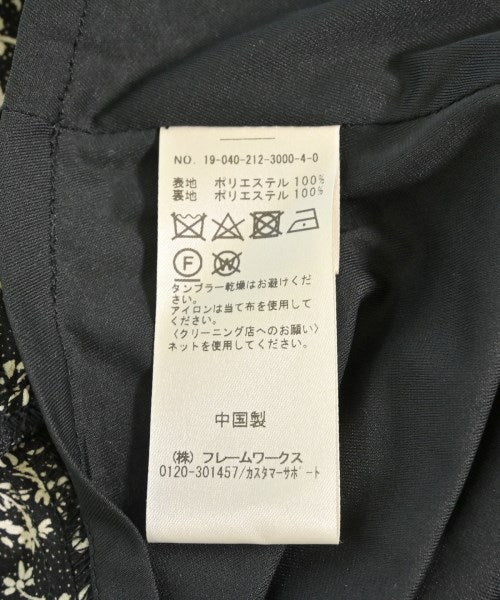 NO. 19-040-212-3000-4-0
表地 ポリエステル 100%
裏地 ポリエステル 100%
F W
タンブラー乾燥はお避けくだ
さい。
アイロンは当て布を使用して
ください。
〈クリーニング店へのお願い〉
ネットを使用してください。
中国製
(株) フレームワークス
0120-301457/カスタマーサポート